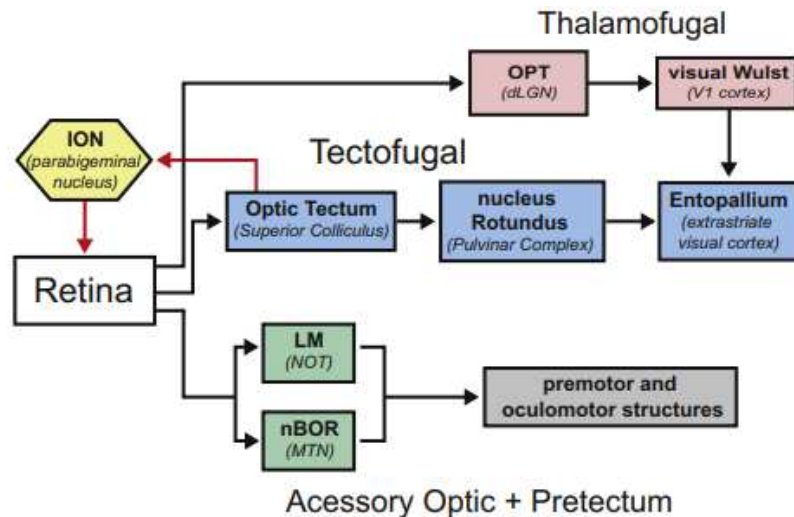 Thalamofugal
OPT
(dLGN)
visual Wulst
(V1 cortex)
ION
(parabigeminal
nucleus)
Tectofugal
Optic Tectum
(Superior Colliculus)
nucleus
Rotundus
(Pulvinar Complex)
Entopallium
(extrastriate
visual cortex)
Retina
LM
(NOT)
nBOR
(MTN)
premotor and
oculomotor structures
Acessory Optic + Pretectum